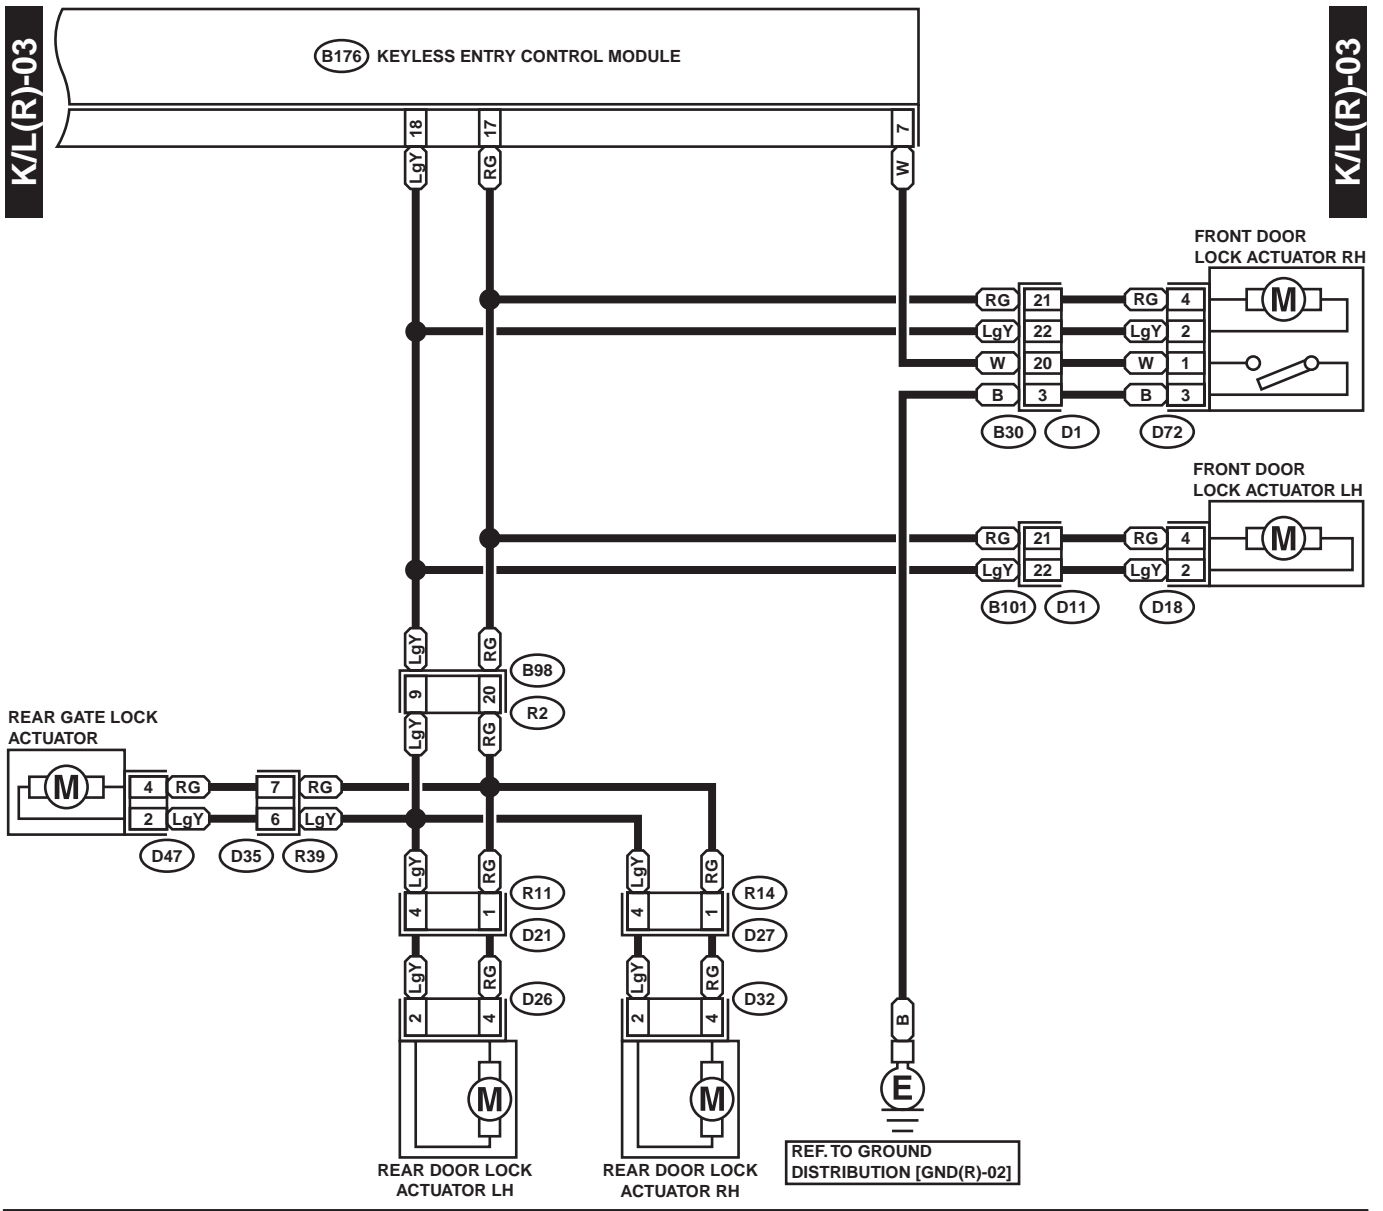 K/L(R)-03
K/L(R)-03
B176 KEYLESS ENTRY CONTROL MODULE
18 17 7
LgY RG W
FRONT DOOR
LOCK ACTUATOR RH
RG 21 RG 4 M
LgY 22 LgY 2
W 20 W 1
B 3 B 3
B30 D1 D72
FRONT DOOR
LOCK ACTUATOR LH
RG 21 RG 4 M
LgY 22 LgY 2
B101 D11 D18
LgY RG
B98
9 20
R2
LgY RG
REAR GATE LOCK
ACTUATOR
M 4 RG 7 RG
2 LgY 6 LgY
D47 D35 R39
LgY RG LgY RG
R11 R14
4 1 4 1
D21 D27
LgY RG LgY RG
D26 D32
2 4 2 4
B
M M E
REF. TO GROUND
DISTRIBUTION [GND(R)-02]
REAR DOOR LOCK
ACTUATOR LH
REAR DOOR LOCK
ACTUATOR RH